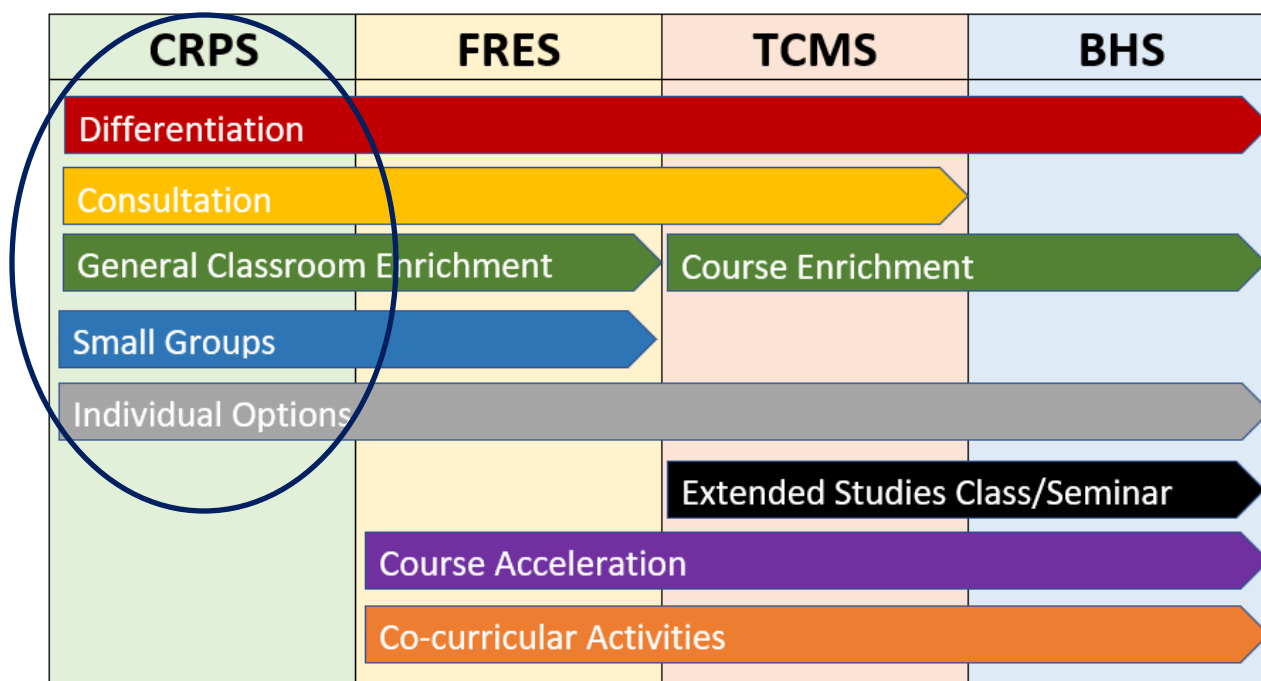 CRPS FRES TCMS BHS
Differentiation
Consultation
General Classroom Enrichment Course Enrichment
Small Groups
Individual Options
Extended Studies Class/Seminar
Course Acceleration
Co-curricular Activities